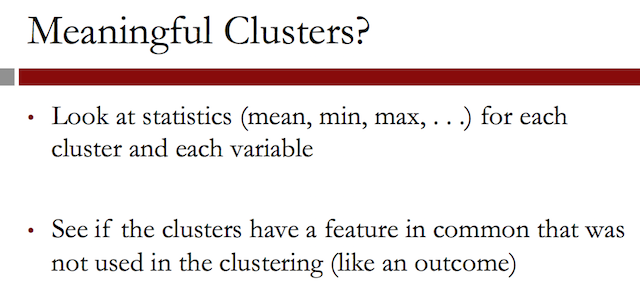 Meaningful Clusters?
• Look at statistics (mean, min, max, . . .) for each
cluster and each variable
• See if the clusters have a feature in common that was
not used in the clustering (like an outcome)